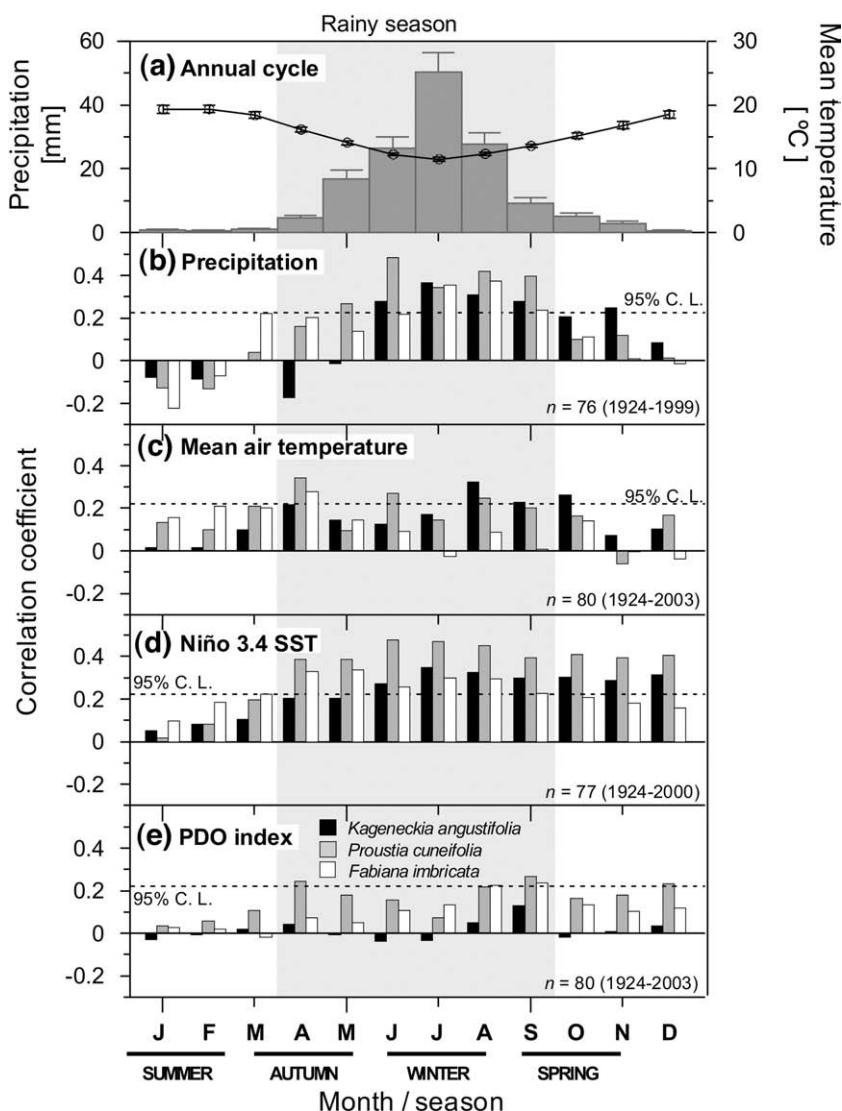 Rainy season
Precipitation
[mm]
60
40
20
0
(a) Annual cycle
30
20
10
0
Mean temperature
[ ºC]
Correlation coefficient
(b) Precipitation
0.4
0.2
0
-0.2
95% C. L.
n = 76 (1924-1999)
(c) Mean air temperature
0.4
0.2
0
-0.2
95% C. L.
n = 80 (1924-2003)
(d) Niño 3.4 SST
0.4
0.2
0
-0.2
95% C. L.
n = 77 (1924-2000)
(e) PDO index
Kageneckia angustifolia
Proustia cuneifolia
Fabiana imbricata
0.4
0.2
0
-0.2
95% C. L.
n = 80 (1924-2003)
J F M A M J J A S O N D
SUMMER AUTUMN WINTER SPRING
Month / season